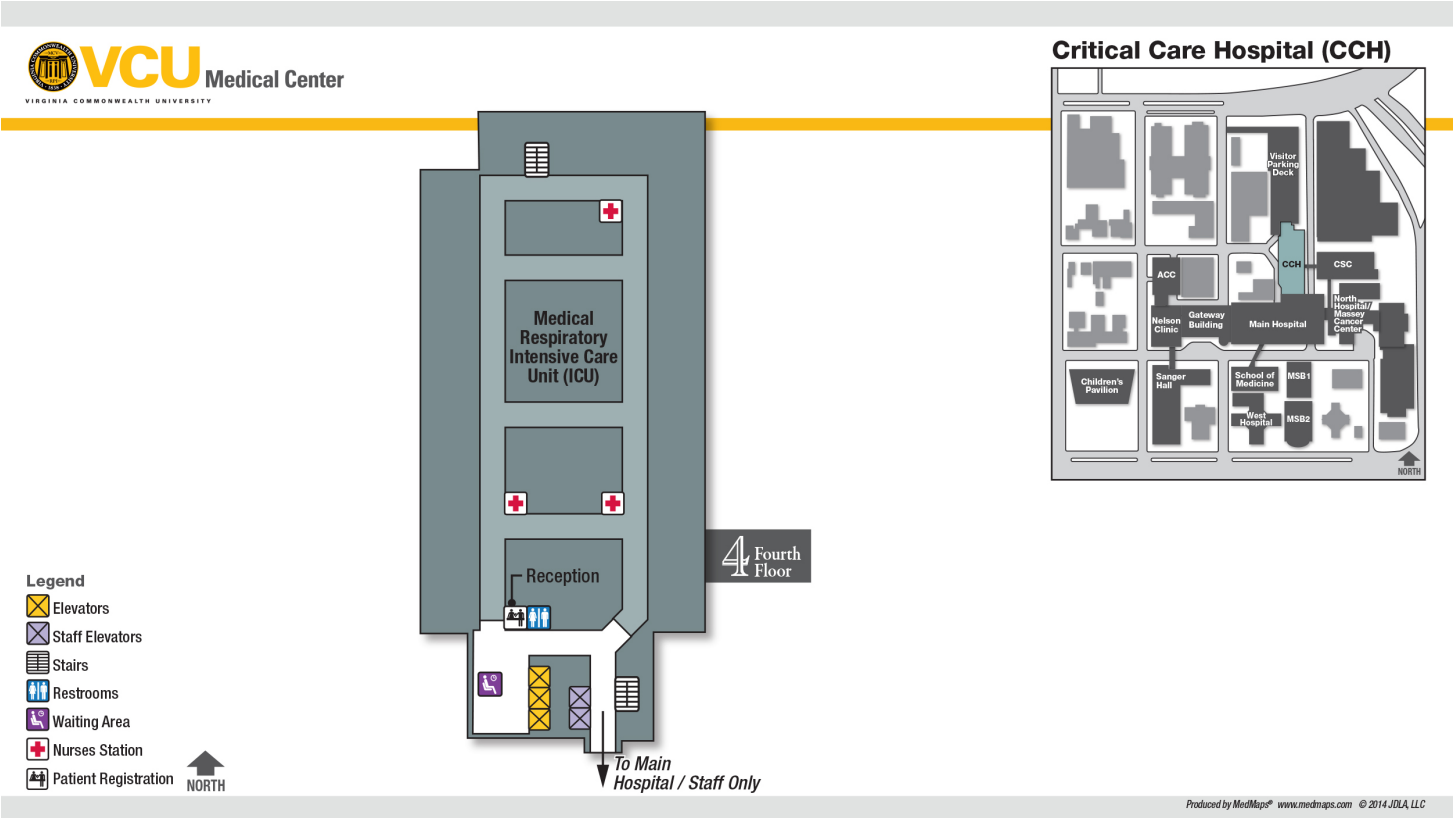 VCU Medical Center
VIRGINIA COMMONWEALTH UNIVERSITY
Critical Care Hospital (CCH)
Visitor
Parking
Deck
CCH
CSC
ACC
North
Hospital/
Massey
Cancer
Center
Nelson
Clinic
Gateway
Building
Main Hospital
Children's
Pavilion
Sanger
Hall
School of
Medicine
MSB1
West
Hospital
MSB2
NORTH
Medical
Respiratory
Intensive Care
Unit (ICU)
4 Fourth
Floor
Reception
To Main
Hospital / Staff Only
Legend
Elevators
Staff Elevators
Stairs
Restrooms
Waiting Area
Nurses Station
Patient Registration
NORTH
Produced by MedMaps® www.medmaps.com © 2014 JDLA, LLC